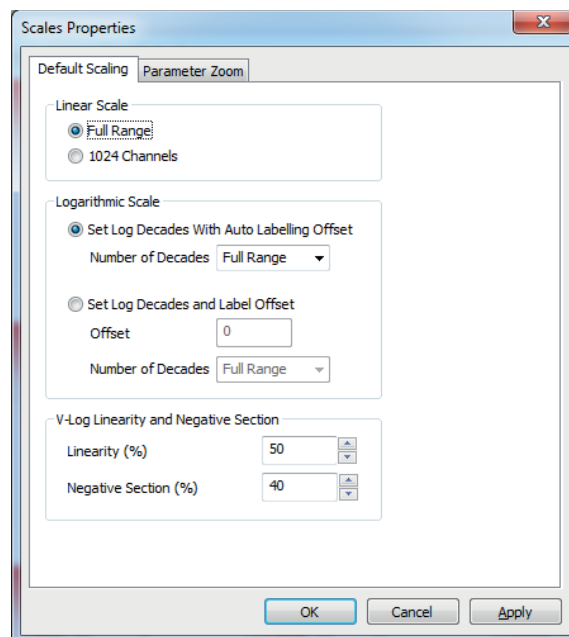 Scales Properties
Default Scaling Parameter Zoom
Linear Scale
Full Range
1024 Channels
Logarithmic Scale
Set Log Decades With Auto Labelling Offset
Number of Decades Full Range
Set Log Decades and Label Offset
Offset 0
Number of Decades Full Range
V-Log Linearity and Negative Section
Linearity (%) 50
Negative Section (%) 40
OK Cancel Apply